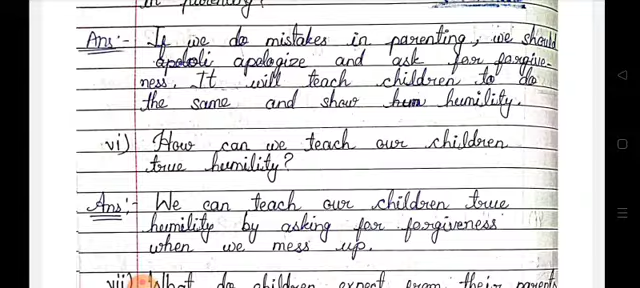 in parenting?
Ans:- If we do mistakes in parenting, we should
apololi apologize and ask for forgive-
ness. It will teach children to do
the same and show hum humility.
vi) How can we teach our children
true humility?
Ans:- We can teach our children true
humility by asking for forgiveness
when we mess up.
vii) What do children expect from their parents